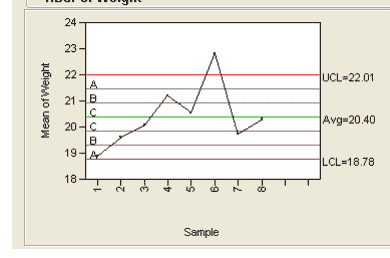 XBar of Weight
24
23
22
21
20
19
18
Mean of Weight
A
B
C
C
B
A
UCL=22.01
Avg=20.40
LCL=18.78
1
2
3
4
5
6
7
8
Sample